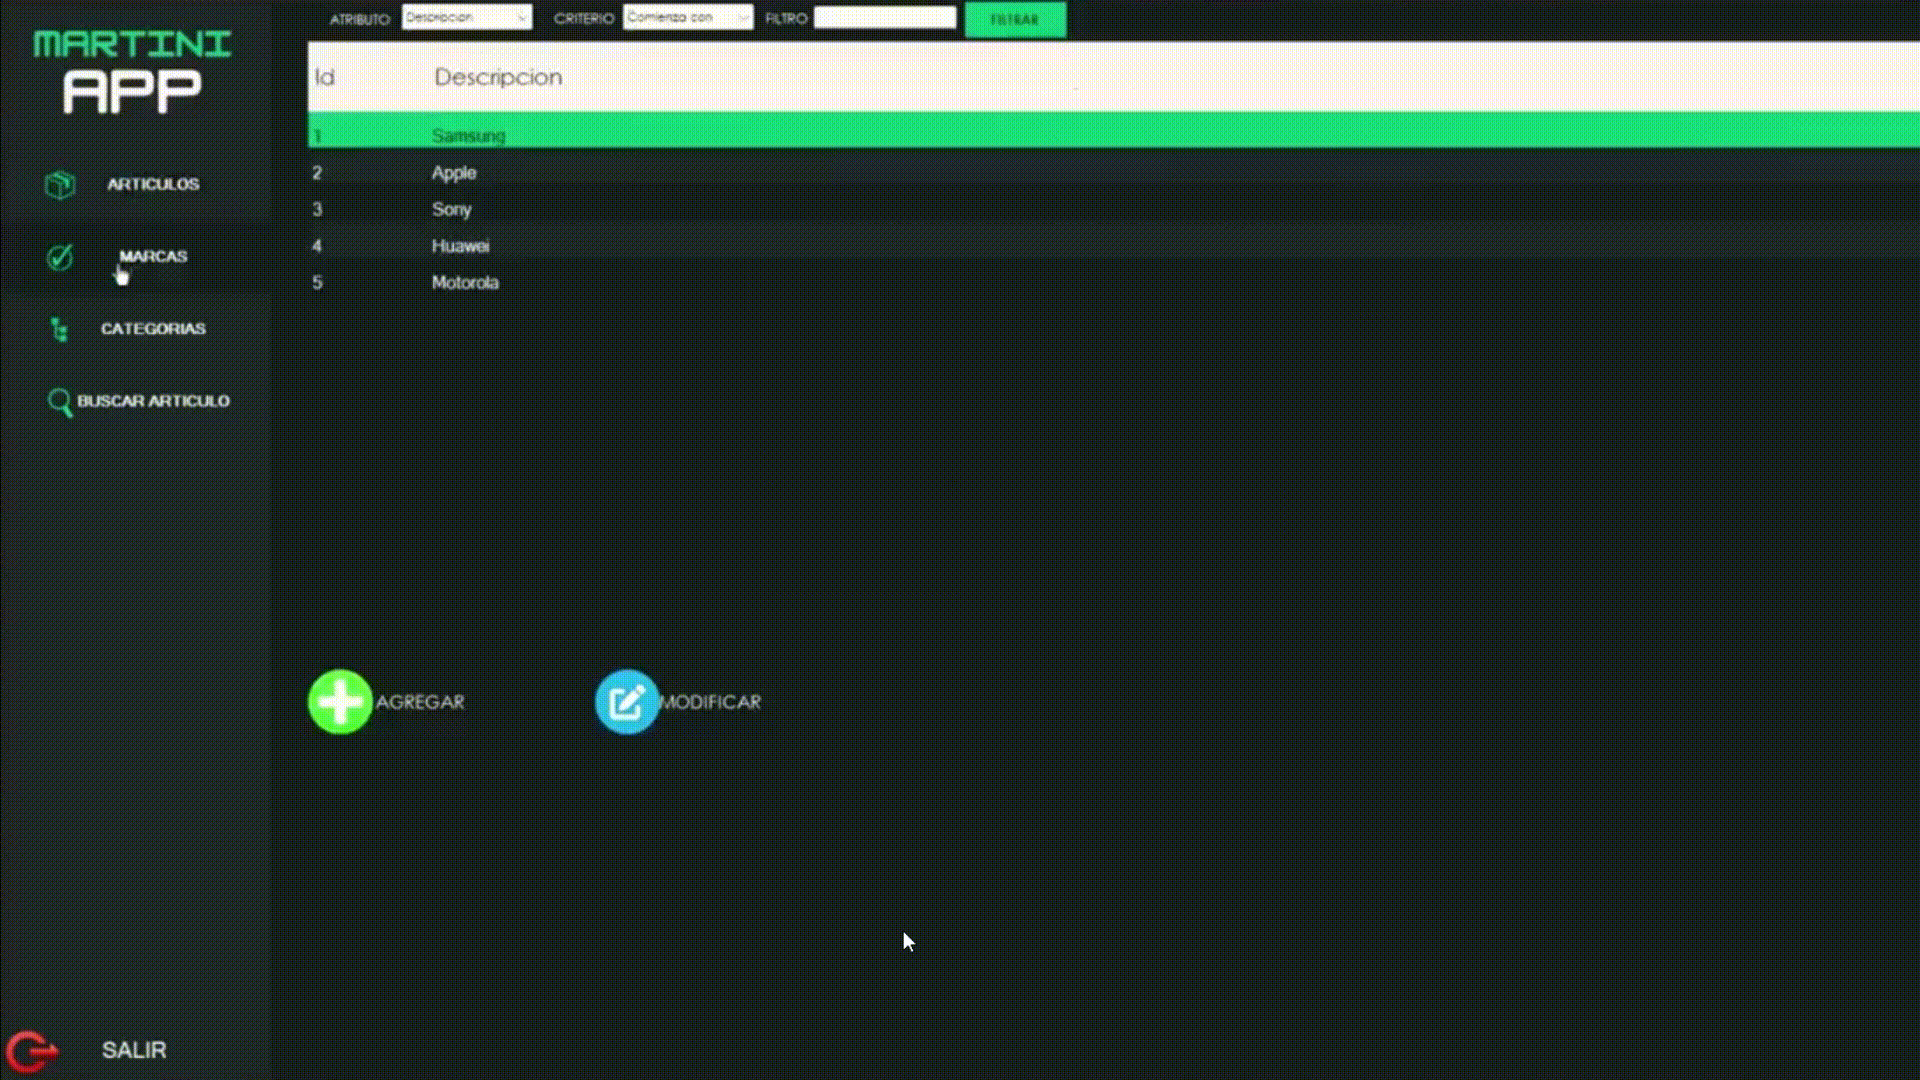 MARTINI
APP
ARTICULOS
MARCAS
CATEGORIAS
BUSCAR ARTICULO
SALIR
ATRIBUTO Descripcion CRITERIO Comienza con FILTRO FILTRAR
Id Descripcion
1 Samsung
2 Apple
3 Sony
4 Huawei
5 Motorola
AGREGAR MODIFICAR